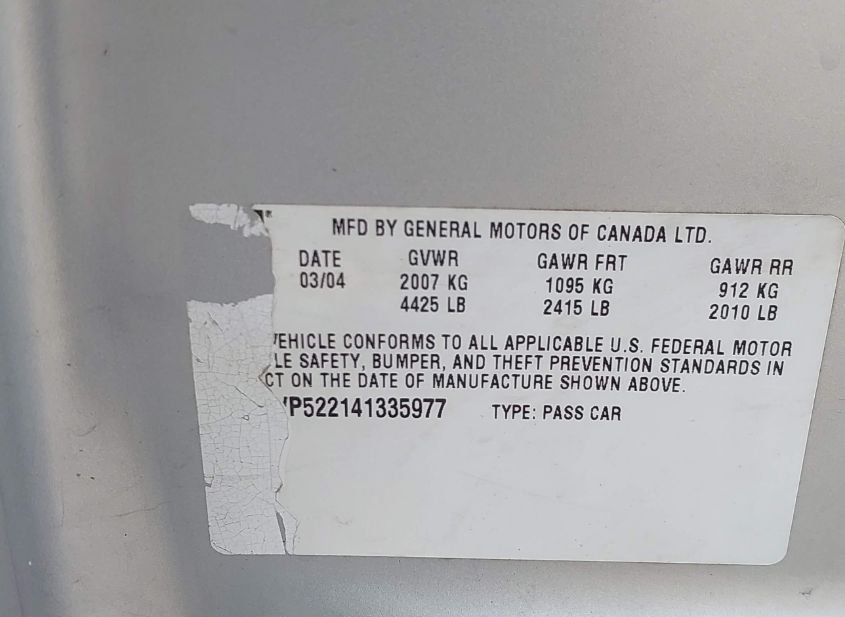 MFD BY GENERAL MOTORS OF CANADA LTD.
DATE GVWR GAWR FRT GAWR RR
03/04 2007 KG 1095 KG 912 KG
4425 LB 2415 LB 2010 LB
VEHICLE CONFORMS TO ALL APPLICABLE U.S. FEDERAL MOTOR
LE SAFETY, BUMPER, AND THEFT PREVENTION STANDARDS IN
CT ON THE DATE OF MANUFACTURE SHOWN ABOVE.
P522141335977 TYPE: PASS CAR